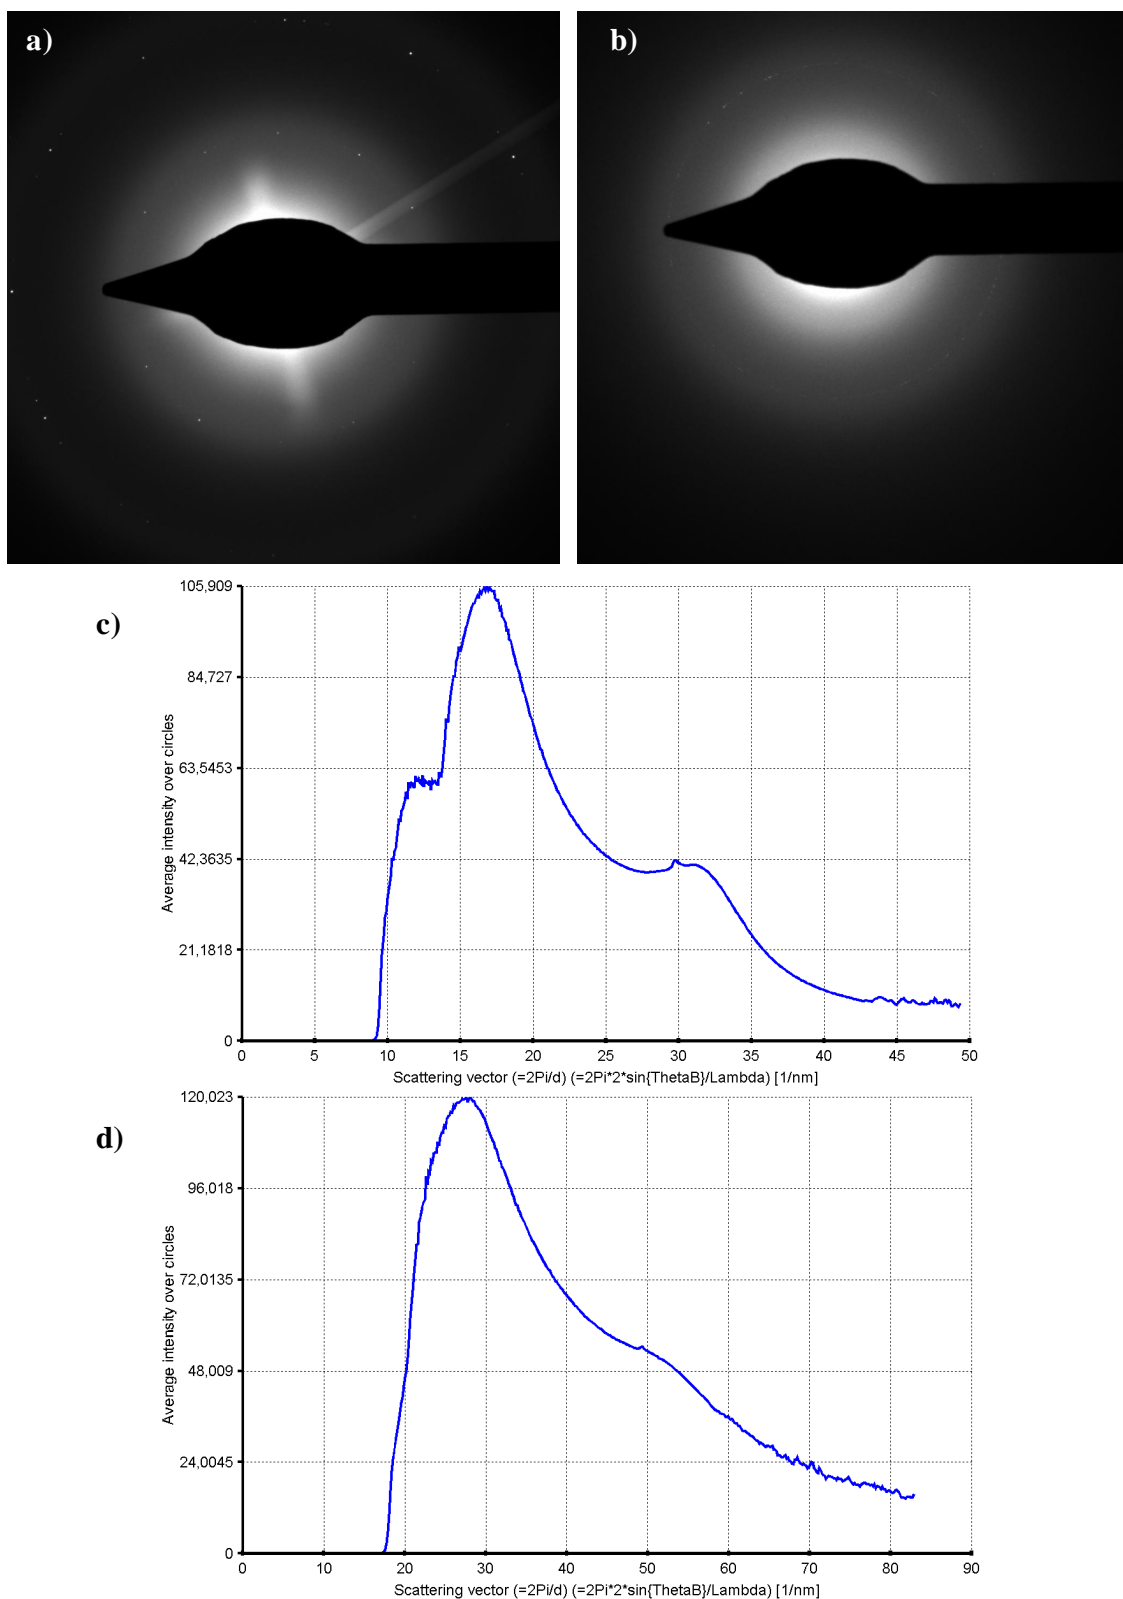 a)
b)
c)
105,909
84,727
63,5453
42,3635
21,1818
0
Average intensity over circles
0 5 10 15 20 25 30 35 40 45 50
Scattering vector (=2Pi/d) (=2Pi*2*sin{ThetaB}/Lambda) [1/nm]
d)
120,023
96,018
72,0135
48,009
24,0045
0
Average intensity over circles
0 10 20 30 40 50 60 70 80 90
Scattering vector (=2Pi/d) (=2Pi*2*sin{ThetaB}/Lambda) [1/nm]